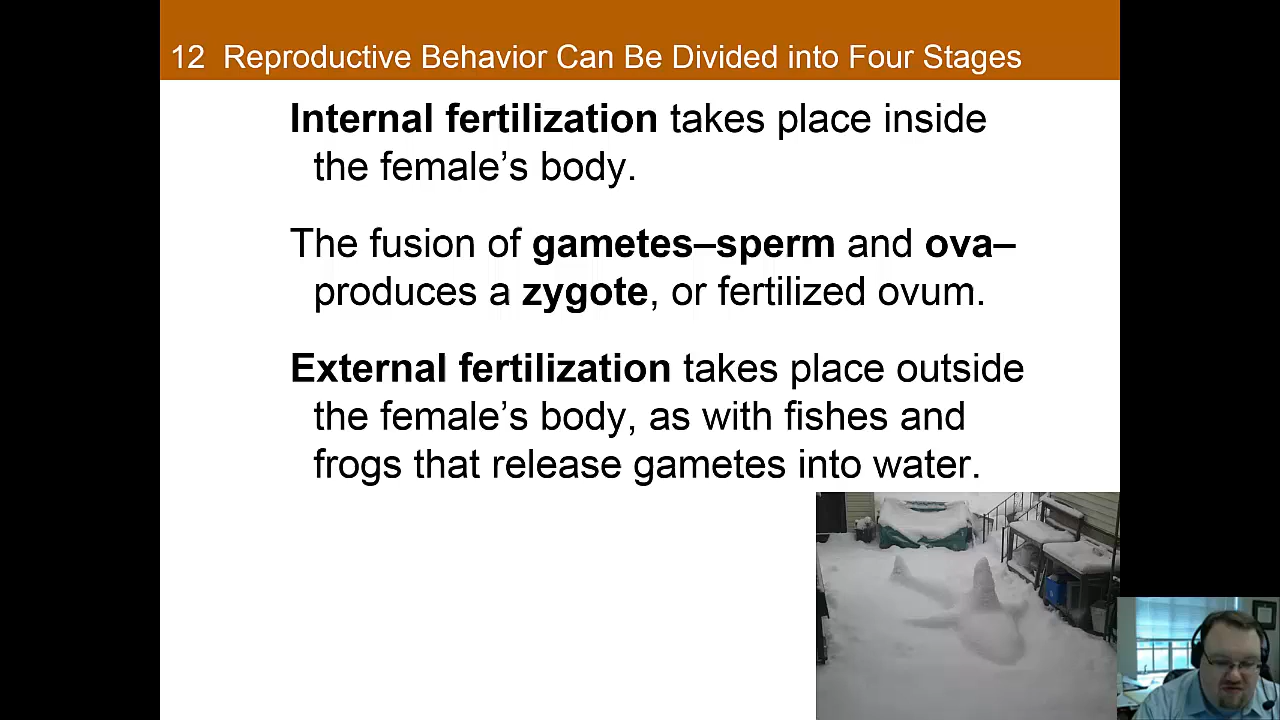 12 Reproductive Behavior Can Be Divided into Four Stages
Internal fertilization takes place inside
the female’s body.
The fusion of gametes–sperm and ova–
produces a zygote, or fertilized ovum.
External fertilization takes place outside
the female’s body, as with fishes and
frogs that release gametes into water.